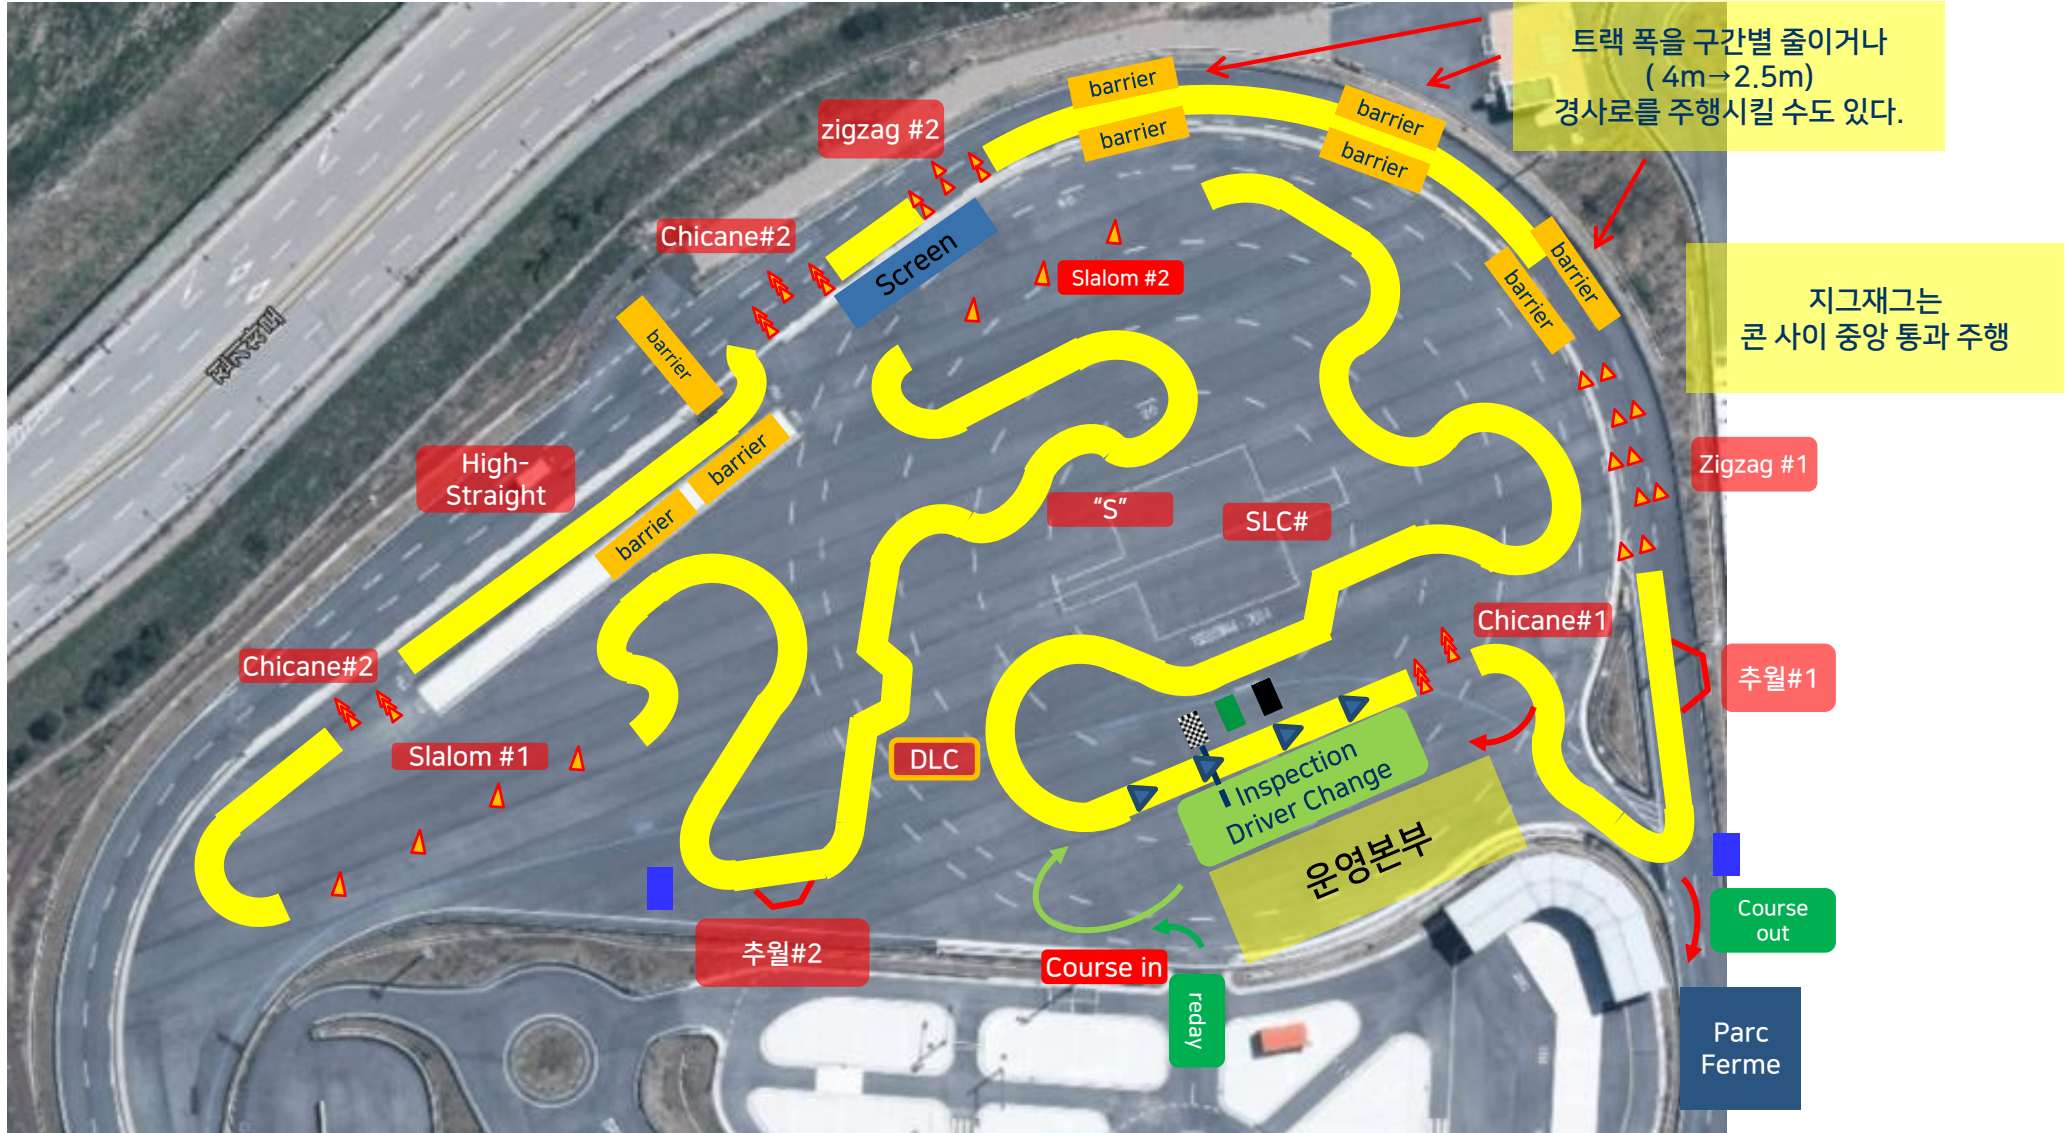 트랙 폭을 구간별 줄이거나
( 4m→2.5m)
경사로를 주행시킬 수도 있다.
barrier
barrier
barrier
barrier
zigzag #2
Chicane#2
Screen
Slalom #2
barrier
barrier
지그재그는
콘 사이 중앙 통과 주행
barrier
barrier
barrier
High-
Straight
Zigzag #1
"S"
SLC#
Chicane#1
Chicane#2
추월#1
Slalom #1
DLC
Inspection
Driver Change
운영본부
Course
out
추월#2
Course in
reday
Parc
Ferme